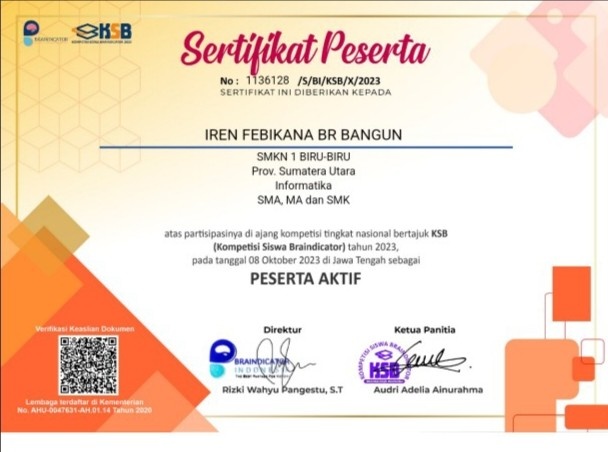 BRAINDICATOR
KSB
Sertifikat Peserta
No : 1136128 /S/BI/KSB/X/2023
SERTIFIKAT INI DIBERIKAN KEPADA
IREN FEBIKANA BR BANGUN
SMKN 1 BIRU-BIRU
Prov. Sumatera Utara
Informatika
SMA, MA dan SMK
atas partisipasinya di ajang kompetisi tingkat nasional bertajuk KSB
(Kompetisi Siswa Braindicator) tahun 2023,
pada tanggal 08 Oktober 2023 di Jawa Tengah sebagai
PESERTA AKTIF
Verifikasi Keaslian Dokumen
Lembaga terdaftar di Kementerian
No. AHU-0047631-AH.01.14 Tahun 2020
Direktur
BRAINDICATOR
INDONESIA
Rizki Wahyu Pangestu, S.T
Ketua Panitia
KOMPETISI SISWA BRAINDICATOR
KSB
Audri Adelia Ainurahma